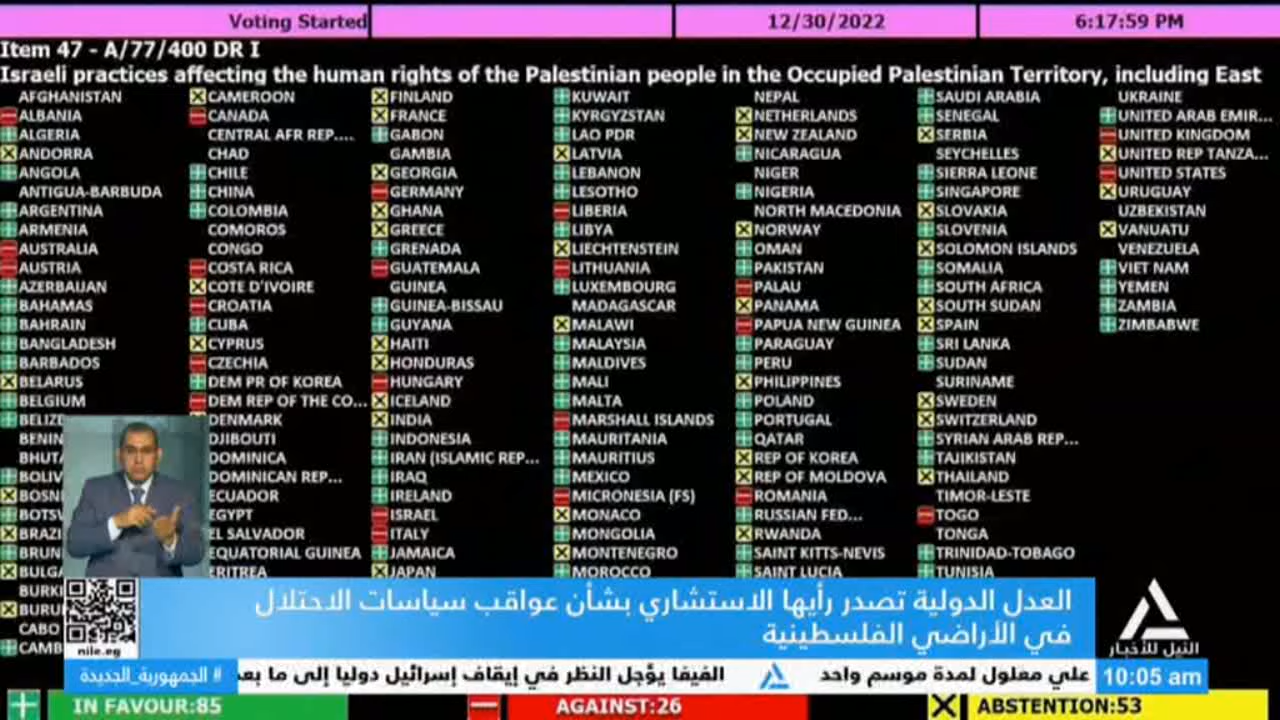 Voting Started
12/30/2022
6:17:59 PM
Item 47 - A/77/400 DR I
Israeli practices affecting the human rights of the Palestinian people in the Occupied Palestinian Territory, including East
AFGHANISTAN
ALBANIA
ALGERIA
ANDORRA
ANGOLA
ANTIGUA-BARBUDA
ARGENTINA
ARMENIA
AUSTRALIA
AUSTRIA
AZERBAIJAN
BAHAMAS
BAHRAIN
BANGLADESH
BARBADOS
BELARUS
BELGIUM
BELIZE
BENIN
BHUTA
BOLIV
BOSN
BOTS
BRAZI
BRUN
BULGA
BURKI
BURU
CABO
CAMB
CAMEROON
CANADA
CENTRAL AFR REP....
CHAD
CHILE
CHINA
COLOMBIA
COMOROS
CONGO
COSTA RICA
COTE D'IVOIRE
CROATIA
CUBA
CYPRUS
CZECHIA
DEM PR OF KOREA
DEM REP OF THE CO...
DENMARK
DJIBOUTI
DOMINICA
DOMINICAN REP...
ECUADOR
EGYPT
EL SALVADOR
EQUATORIAL GUINEA
ERITREA
FINLAND
FRANCE
GABON
GAMBIA
GEORGIA
GERMANY
GHANA
GREECE
GRENADA
GUATEMALA
GUINEA
GUINEA-BISSAU
GUYANA
HAITI
HONDURAS
HUNGARY
ICELAND
INDIA
INDONESIA
IRAN (ISLAMIC REP...
IRAQ
IRELAND
ISRAEL
ITALY
JAMAICA
JAPAN
KUWAIT
KYRGYZSTAN
LAO PDR
LATVIA
LEBANON
LESOTHO
LIBERIA
LIBYA
LIECHTENSTEIN
LITHUANIA
LUXEMBOURG
MADAGASCAR
MALAWI
MALAYSIA
MALDIVES
MALI
MALTA
MARSHALL ISLANDS
MAURITANIA
MAURITIUS
MEXICO
MICRONESIA (FS)
MONACO
MONGOLIA
MONTENEGRO
MOROCCO
NEPAL
NETHERLANDS
NEW ZEALAND
NICARAGUA
NIGER
NIGERIA
NORTH MACEDONIA
NORWAY
OMAN
PAKISTAN
PALAU
PANAMA
PAPUA NEW GUINEA
PARAGUAY
PERU
PHILIPPINES
POLAND
PORTUGAL
QATAR
REP OF KOREA
REP OF MOLDOVA
ROMANIA
RUSSIAN FED...
RWANDA
SAINT KITTS-NEVIS
SAINT LUCIA
SAUDI ARABIA
SENEGAL
SERBIA
SEYCHELLES
SIERRA LEONE
SINGAPORE
SLOVAKIA
SLOVENIA
SOLOMON ISLANDS
SOMALIA
SOUTH AFRICA
SOUTH SUDAN
SPAIN
SRI LANKA
SUDAN
SURINAME
SWEDEN
SWITZERLAND
SYRIAN ARAB REP...
TAJIKISTAN
THAILAND
TIMOR-LESTE
TOGO
TONGA
TRINIDAD-TOBAGO
TUNISIA
UKRAINE
UNITED ARAB EMIR...
UNITED KINGDOM
UNITED REP TANZA...
UNITED STATES
URUGUAY
UZBEKISTAN
VANUATU
VENEZUELA
VIET NAM
YEMEN
ZAMBIA
ZIMBABWE
العدل الدولية تصدر رأيها الاستشاري بشأن عواقب سياسات الاحتلال
في الأراضي الفلسطينية
nile.eg
النيل للأخبار
10:05 am
علي معلول لمدة موسم واحد
الفيفا يؤجل النظر في إيقاف إسرائيل دوليا إلى ما بعد
# الجمهورية_الجديدة
IN FAVOUR:85
AGAINST:26
ABSTENTION:53